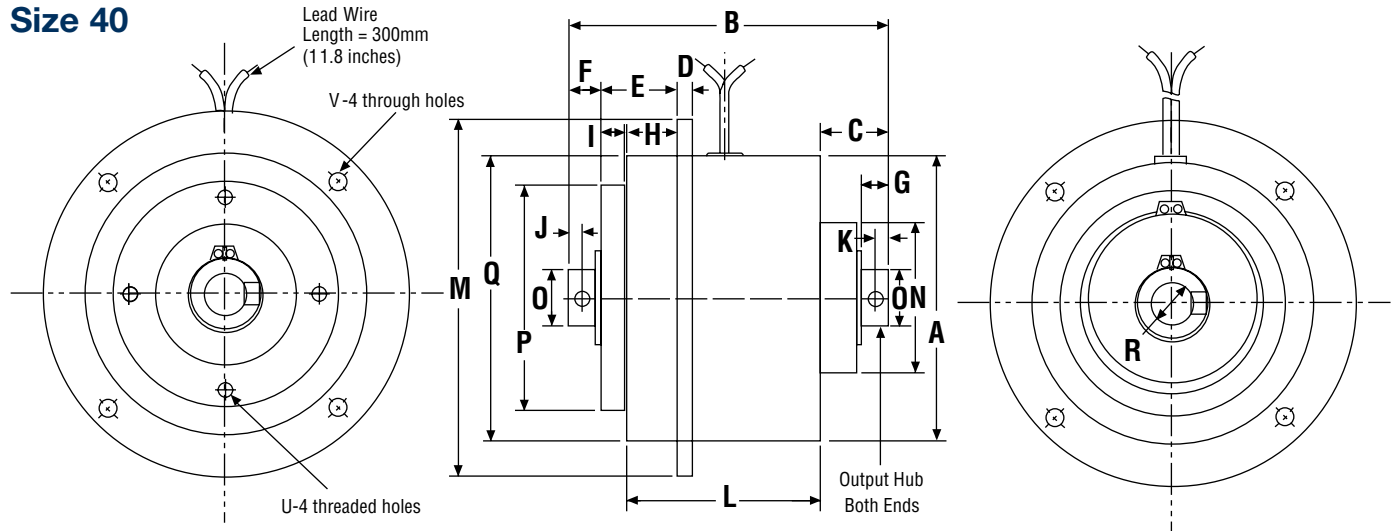 Size 40
Lead Wire
Length = 300mm
(11.8 inches)
V-4 through holes
U-4 threaded holes
B
F
E
D
I
H
C
G
J
K
M
Q
O
P
O
N
A
L
Output Hub
Both Ends
R